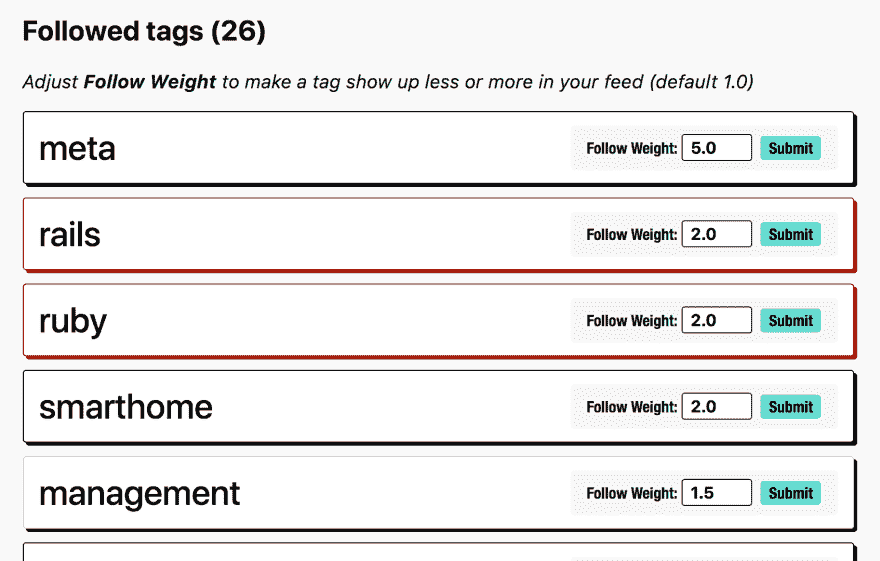 Followed tags (26)
Adjust Follow Weight to make a tag show up less or more in your feed (default 1.0)
meta Follow Weight: 5.0 Submit
rails Follow Weight: 2.0 Submit
ruby Follow Weight: 2.0 Submit
smarthome Follow Weight: 2.0 Submit
management Follow Weight: 1.5 Submit